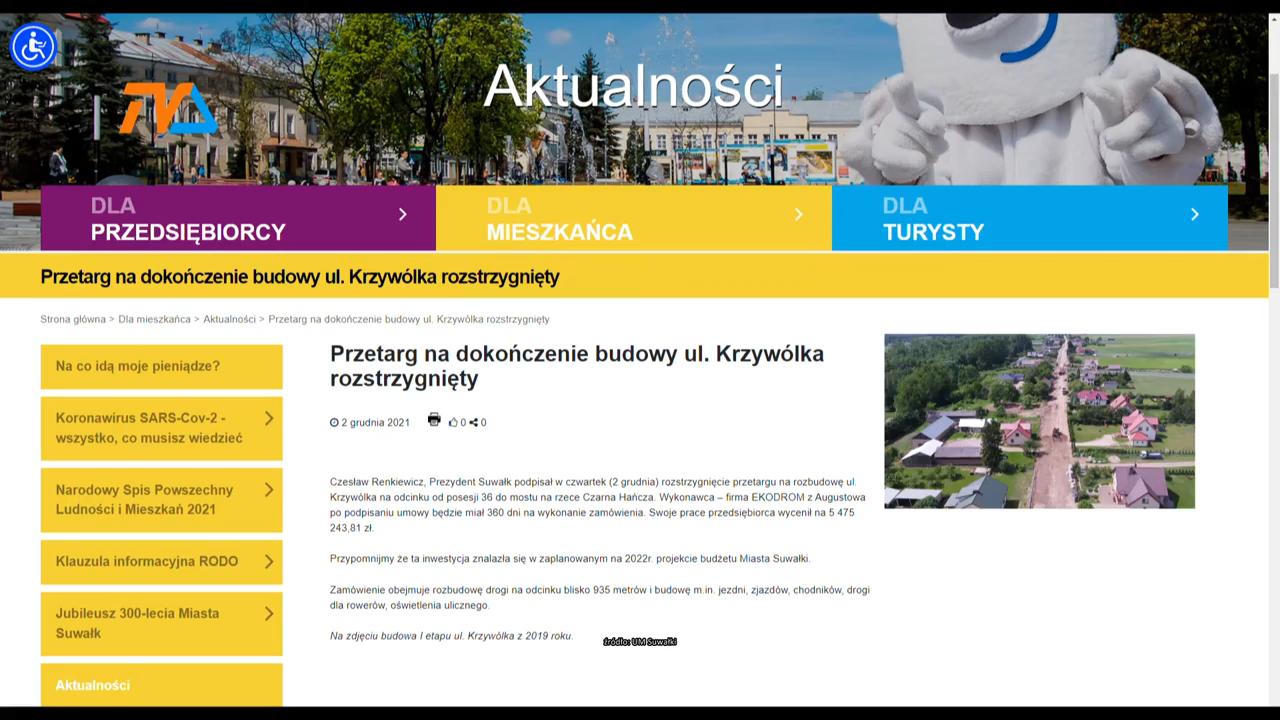 Aktualności
DLA
PRZEDSIĘBIORCY
DLA
MIESZKAŃCA
DLA
TURYSTY
Przetarg na dokończenie budowy ul. Krzywólka rozstrzygnięty
Strona główna > Dla mieszkańca > Aktualności > Przetarg na dokończenie budowy ul. Krzywólka rozstrzygnięty
Na co idą moje pieniądze?
Koronawirus SARS-Cov-2 -
wszystko, co musisz wiedzieć
Narodowy Spis Powszechny
Ludności i Mieszkań 2021
Klauzula informacyjna RODO
Jubileusz 300-lecia Miasta
Suwałk
Aktualności
Przetarg na dokończenie budowy ul. Krzywólka
rozstrzygnięty
2 grudnia 2021 0 0
Czesław Renkiewicz, Prezydent Suwałk podpisał w czwartek (2 grudnia) rozstrzygnięcie przetargu na rozbudowę ul.
Krzywólka na odcinku od posesji 36 do mostu na rzece Czarna Hańcza. Wykonawca – firma EKODROM z Augustowa
po podpisaniu umowy będzie miał 360 dni na wykonanie zamówienia. Swoje prace przedsiębiorca wycenił na 5 475
243,81 zł.
Przypomnijmy że ta inwestycja znalazła się w zaplanowanym na 2022r. projekcie budżetu Miasta Suwałki.
Zamówienie obejmuje rozbudowę drogi na odcinku blisko 935 metrów i budowę m.in. jezdni, zjazdów, chodników, drogi
dla rowerów, oświetlenia ulicznego.
Na zdjęciu budowa I etapu ul. Krzywólka z 2019 roku.
źródło: UM Suwałki